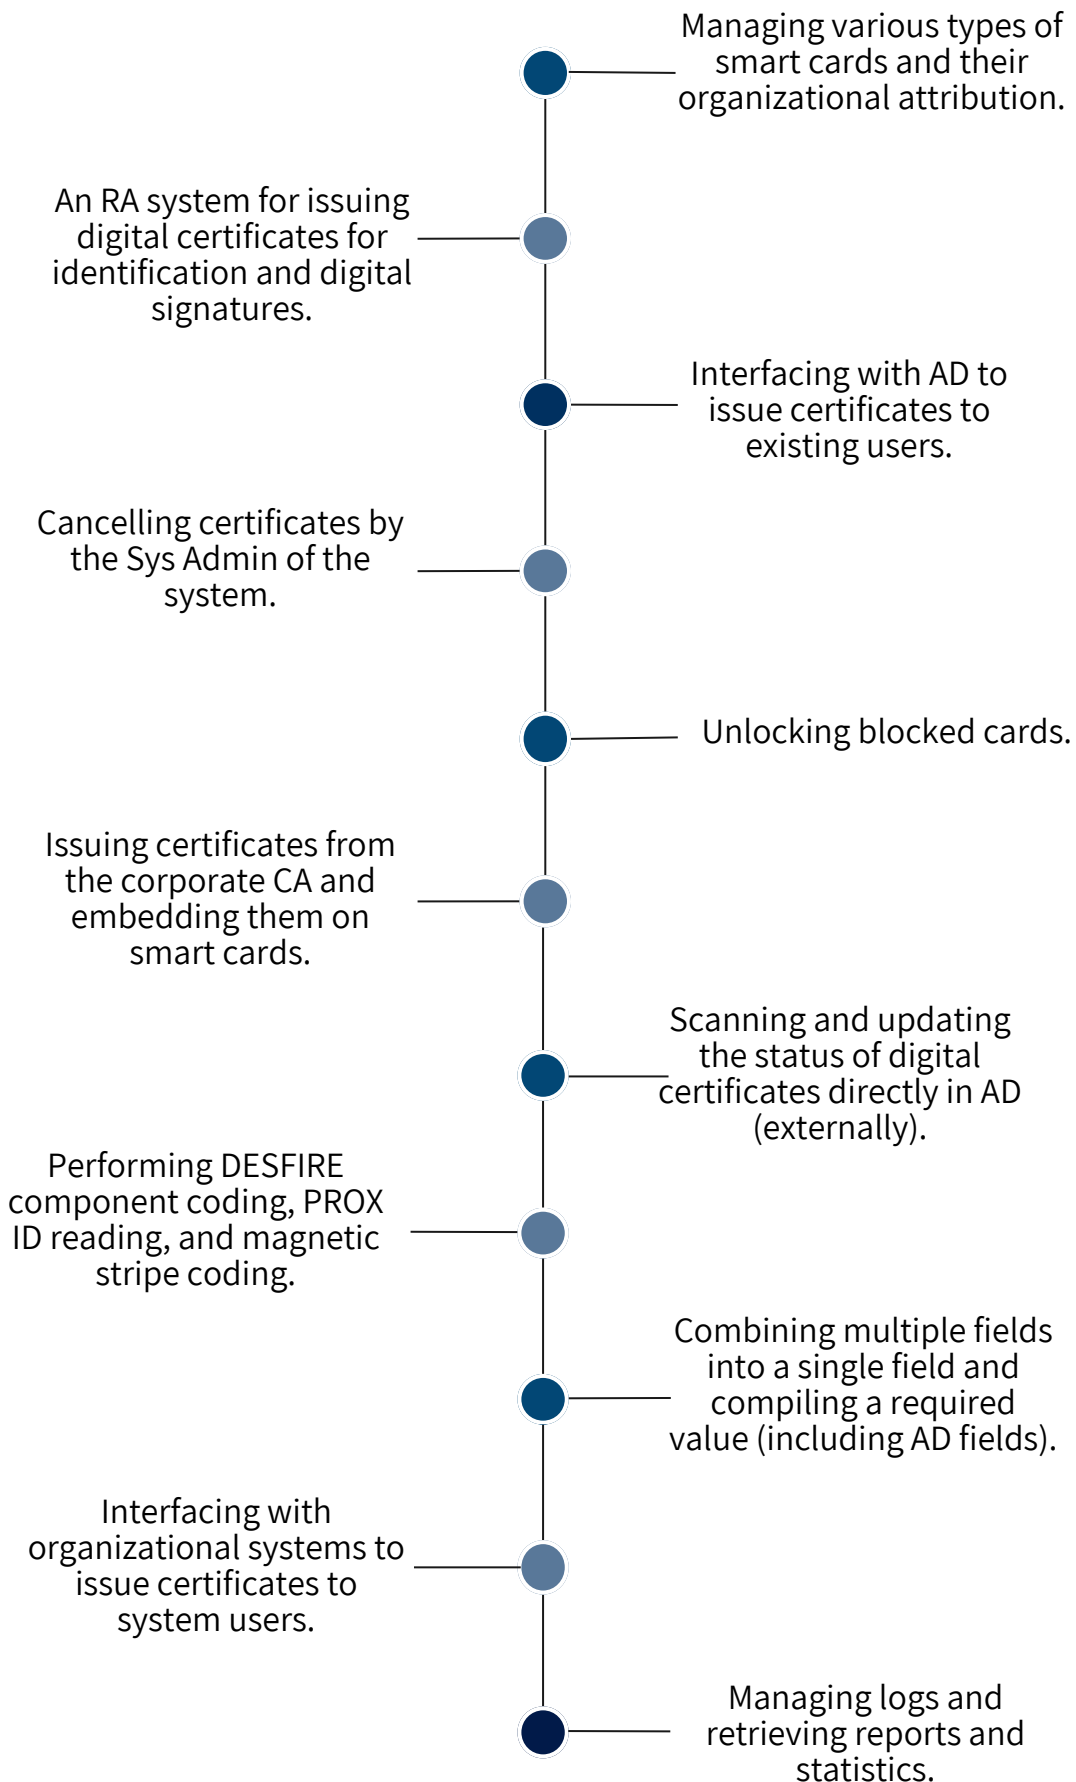 Managing various types of
smart cards and their
organizational attribution.
An RA system for issuing
digital certificates for
identification and digital
signatures.
Interfacing with AD to
issue certificates to
existing users.
Cancelling certificates by
the Sys Admin of the
system.
Unlocking blocked cards.
Issuing certificates from
the corporate CA and
embedding them on
smart cards.
Scanning and updating
the status of digital
certificates directly in AD
(externally).
Performing DESFIRE
component coding, PROX
ID reading, and magnetic
stripe coding.
Combining multiple fields
into a single field and
compiling a required
value (including AD fields).
Interfacing with
organizational systems to
issue certificates to
system users.
Managing logs and
retrieving reports and
statistics.